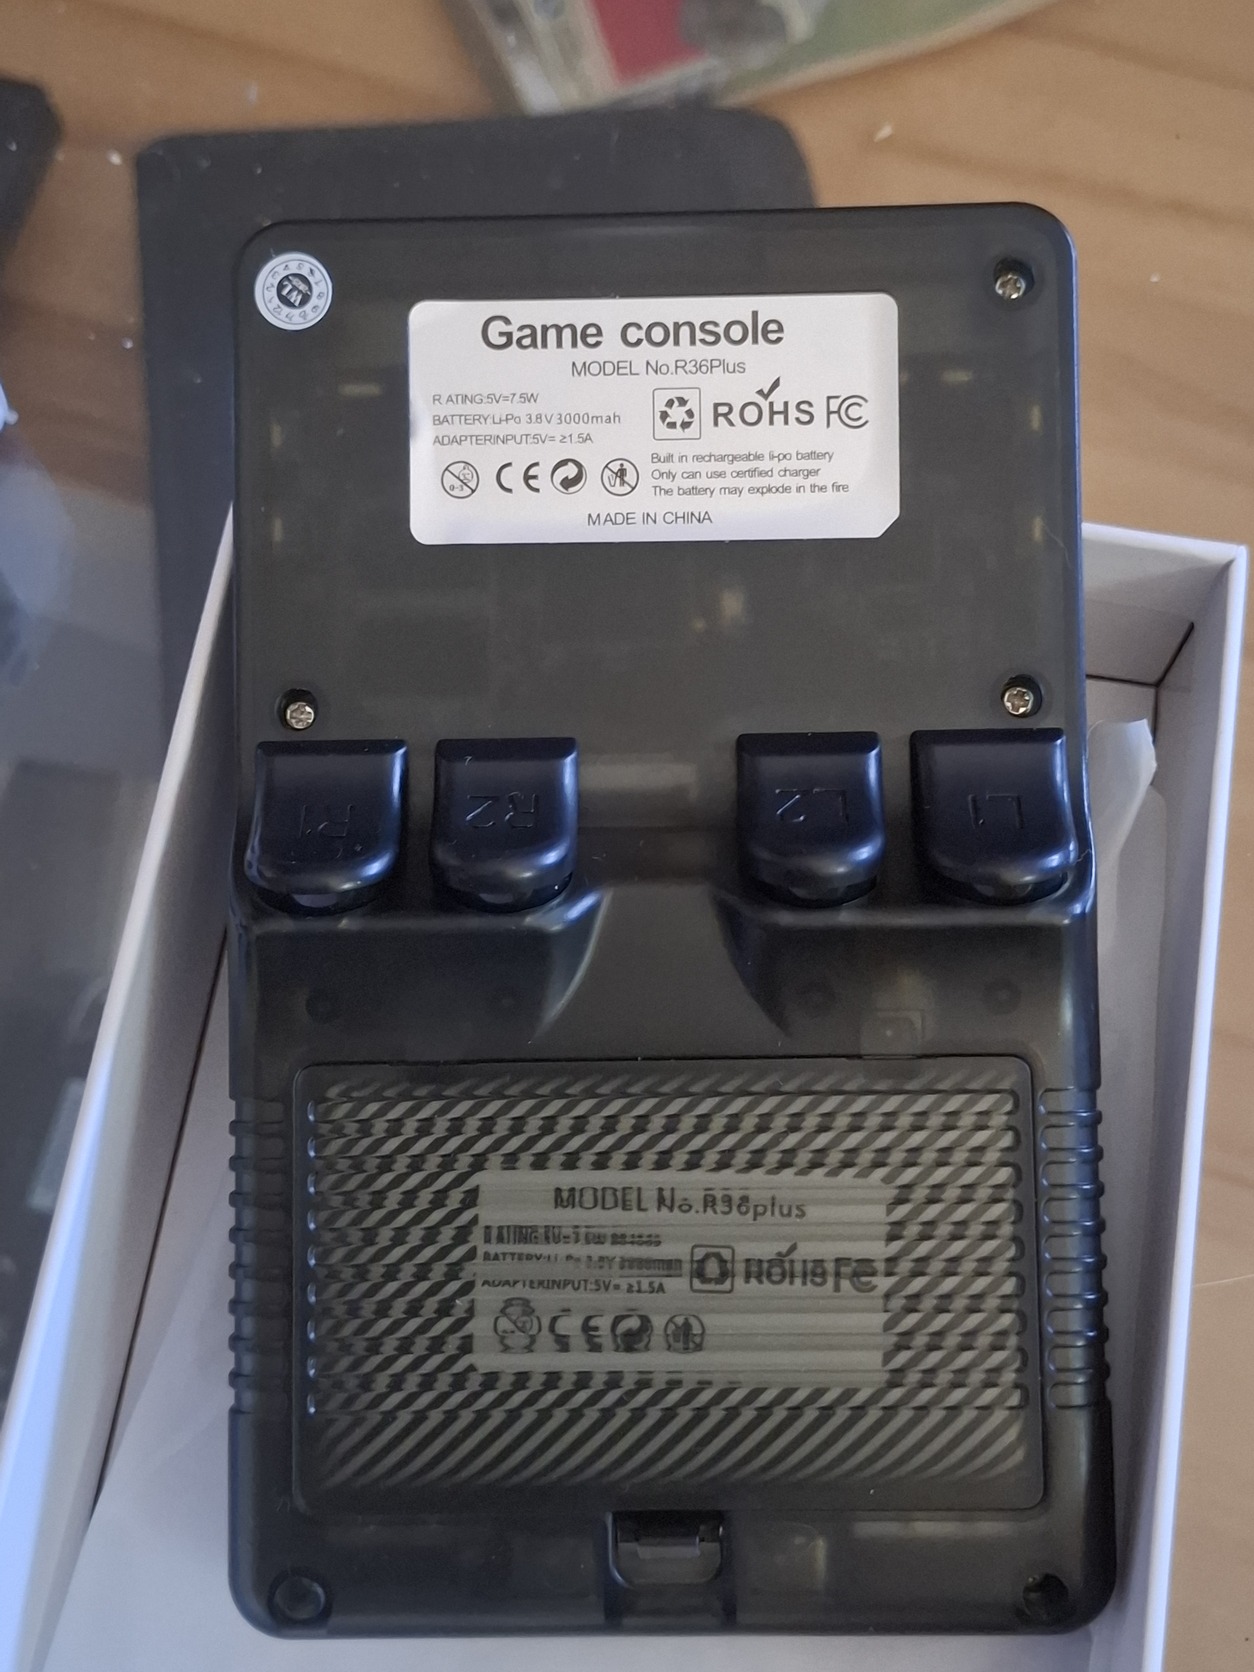 Game console
MODEL No.R36Plus
R ATING:5V=7.5W
BATTERY:Li-Po 3.8V 3000mah
ADAPTERINPUT:5V= ≥1.5A
ROHS FC
0-3
CE
Built in rechargeable li-po battery
Only can use certified charger
The battery may explode in the fire
MADE IN CHINA
WL
R1
R2
L2
L1
MODEL No.R36plus
ADAPTERINPUT:5V= ≥1.5A
ROHS FC
CE